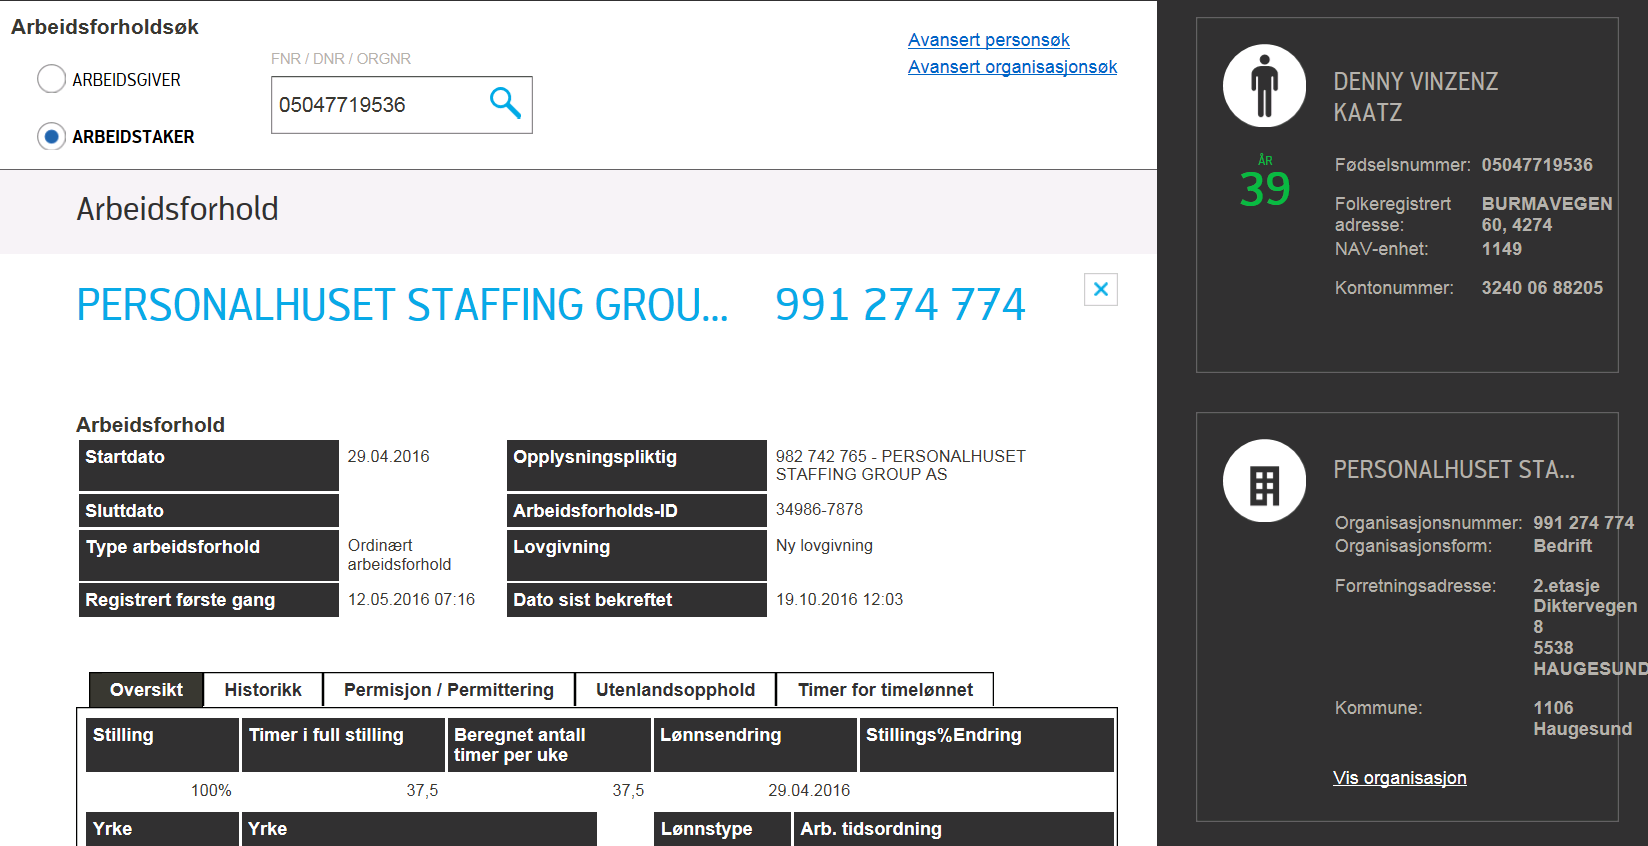 Arbeidsforholdsøk
ARBEIDSGIVER
ARBEIDSTAKER
FNR / DNR / ORGNR
05047719536
Avansert personsøk
Avansert organisasjonsøk
Arbeidsforhold
PERSONALHUSET STAFFING GROU... 991 274 774
Arbeidsforhold
Startdato 29.04.2016 Opplysningspliktig 982 742 765 - PERSONALHUSET
STAFFING GROUP AS
Sluttdato Arbeidsforholds-ID 34986-7878
Type arbeidsforhold Ordinært Lovgivning Ny lovgivning
arbeidsforhold
Registrert første gang 12.05.2016 07:16 Dato sist bekreftet 19.10.2016 12:03
Oversikt Historikk Permisjon / Permittering Utenlandsopphold Timer for timelønnet
Stilling Timer i full stilling Beregnet antall Lønnsendring Stillings%Endring
timer per uke
100% 37,5 37,5 29.04.2016
Yrke Yrke Lønnstype Arb. tidsordning
DENNY VINZENZ
KAATZ
ÅR
39
Fødselsnummer: 05047719536
Folkeregistrert BURMAVEGEN
adresse: 60, 4274
NAV-enhet: 1149
Kontonummer: 3240 06 88205
PERSONALHUSET STA...
Organisasjonsnummer: 991 274 774
Organisasjonsform: Bedrift
Forretningsadresse: 2.etasje
Diktervegen
8
5538
HAUGESUND
Kommune: 1106
Haugesund
Vis organisasjon